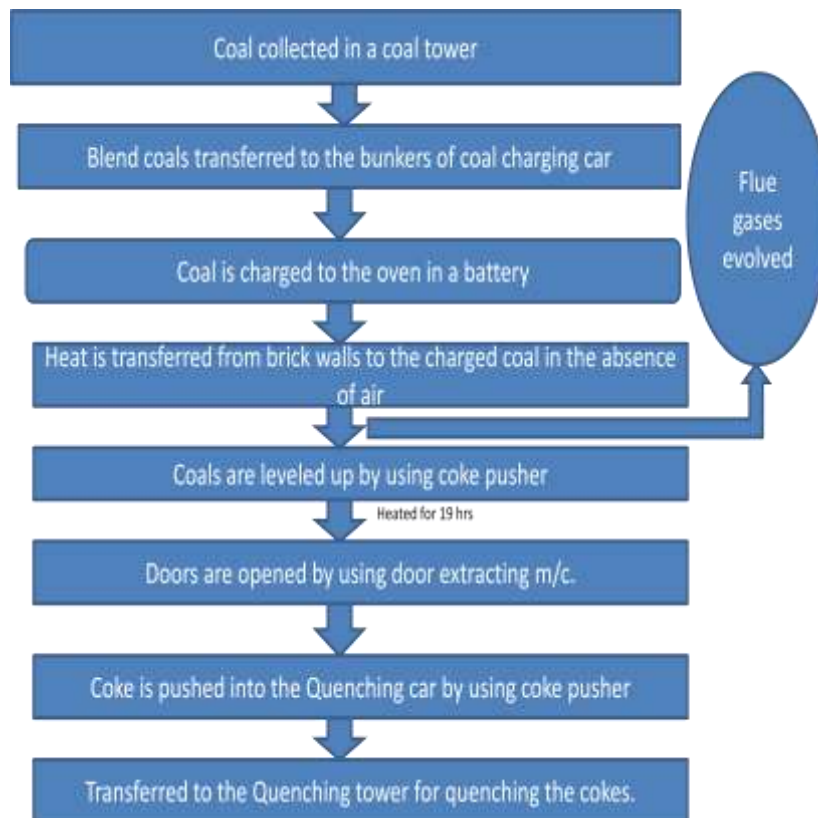 Coal collected in a coal tower
Blend coals transferred to the bunkers of coal charging car
Flue
gases
evolved
Coal is charged to the oven in a battery
Heat is transferred from brick walls to the charged coal in the absence
of air
Coals are leveled up by using coke pusher
Heated for 19 hrs
Doors are opened by using door extracting m/c.
Coke is pushed into the Quenching car by using coke pusher
Transferred to the Quenching tower for quenching the cokes.